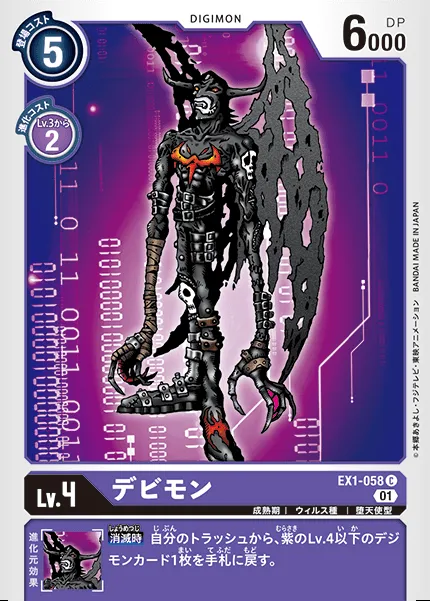 DIGIMON
登場コスト
5
DP
6000
進化コスト
Lv.3から
2
BANDAI MADE IN JAPAN
©本郷あきよし・フジテレビ・東映アニメーション
EX1-058 C
01
Lv.4
デビモン
成熟期 | ウィルス種 | 堕天使型
進化元効果
消滅時 自分のトラッシュから、紫のLv.4以下のデジ
モンカード1枚を手札に戻す。